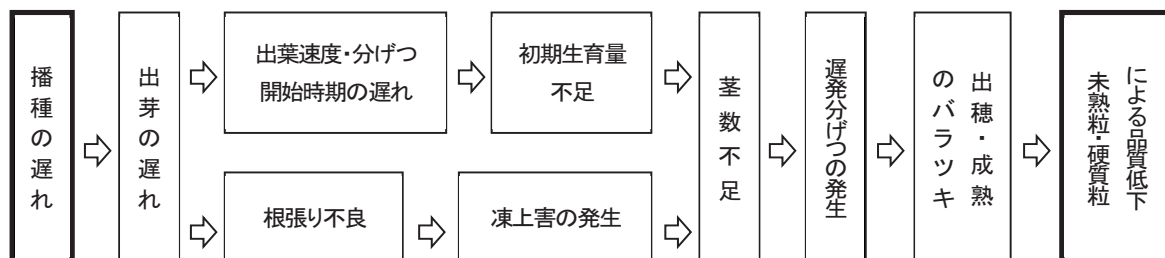 播種の遅れ
出芽の遅れ
出葉速度・分げつ
開始時期の遅れ
初期生育量
不足
根張り不良
凍上害の発生
茎数不足
遅発分げつの発生
出穂・成熟
のバラツキ
未熟粒・硬質粒
による品質低下